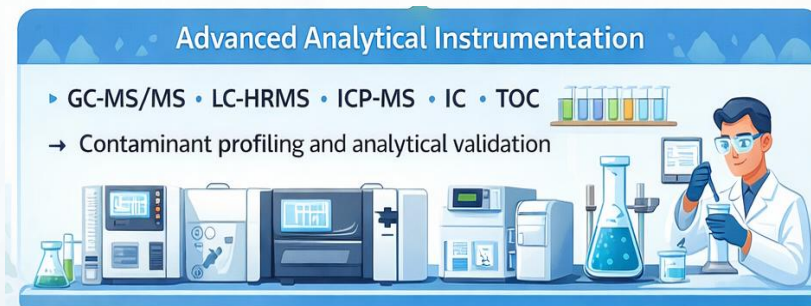 Advanced Analytical Instrumentation
▸ GC-MS/MS • LC-HRMS • ICP-MS • IC • TOC
→ Contaminant profiling and analytical validation